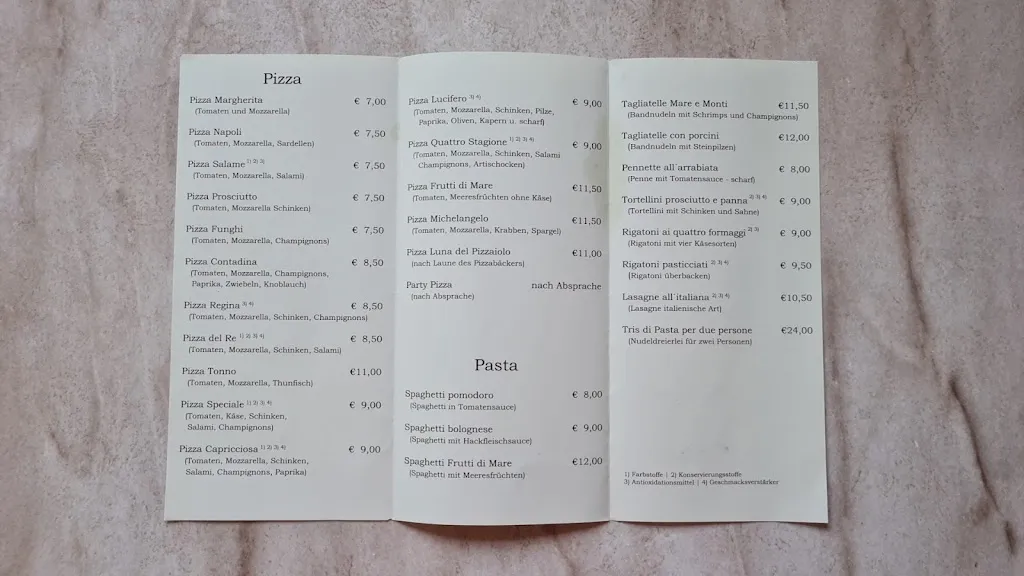 Pizza
Pizza Margherita € 7,00
(Tomaten und Mozzarella)
Pizza Napoli € 7,50
(Tomaten, Mozzarella, Sardellen)
Pizza Salame 1) 2) 3) € 7,50
(Tomaten, Mozzarella, Salami)
Pizza Prosciutto € 7,50
(Tomaten, Mozzarella Schinken)
Pizza Funghi € 7,50
(Tomaten, Mozzarella, Champignons)
Pizza Contadina € 8,50
(Tomaten, Mozzarella, Champignons,
Paprika, Zwiebeln, Knoblauch)
Pizza Regina 3) 4) € 8,50
(Tomaten, Mozzarella, Schinken, Champignons)
Pizza del Re 1) 2) 3) 4) € 8,50
(Tomaten, Mozzarella, Schinken, Salami)
Pizza Tonno €11,00
(Tomaten, Mozzarella, Thunfisch)
Pizza Speciale 1) 2) 3) 4) € 9,00
(Tomaten, Käse, Schinken,
Salami, Champignons)
Pizza Capricciosa 1) 2) 3) 4) € 9,00
(Tomaten, Mozzarella, Schinken,
Salami, Champignons, Paprika)
Pizza Lucifero 3) 4) € 9,00
(Tomaten, Mozzarella, Schinken, Pilze,
Paprika, Oliven, Kapern u. scharf)
Pizza Quattro Stagione 1) 2) 3) 4) € 9,00
(Tomaten, Mozzarella, Schinken, Salami
Champignons, Artischocken)
Pizza Frutti di Mare €11,50
(Tomaten, Meeresfrüchten ohne Käse)
Pizza Michelangelo €11,50
(Tomaten, Mozzarella, Krabben, Spargel)
Pizza Luna del Pizzaiolo €11,00
(nach Laune des Pizzabäckers)
Party Pizza nach Absprache
(nach Absprache)
Pasta
Spaghetti pomodoro € 8,00
(Spaghetti in Tomatensauce)
Spaghetti bolognese € 9,00
(Spaghetti mit Hackfleischsauce)
Spaghetti Frutti di Mare €12,00
(Spaghetti mit Meeresfrüchten)
Tagliatelle Mare e Monti €11,50
(Bandnudeln mit Schrimps und Champignons)
Tagliatelle con porcini €12,00
(Bandnudeln mit Steinpilzen)
Pennette all´arrabiata € 8,00
(Penne mit Tomatensauce - scharf)
Tortellini prosciutto e panna 2) 3) 4) € 9,00
(Tortellini mit Schinken und Sahne)
Rigatoni ai quattro formaggi 2) 3) € 9,00
(Rigatoni mit vier Käsesorten)
Rigatoni pasticciati 2) 3) 4) € 9,50
(Rigatoni überbacken)
Lasagne all´italiana 2) 3) 4) €10,50
(Lasagne italienische Art)
Tris di Pasta per due persone €24,00
(Nudeldreierlei für zwei Personen)
1) Farbstoffe | 2) Konservierungsstoffe
3) Antioxidationsmittel | 4) Geschmacksverstärker